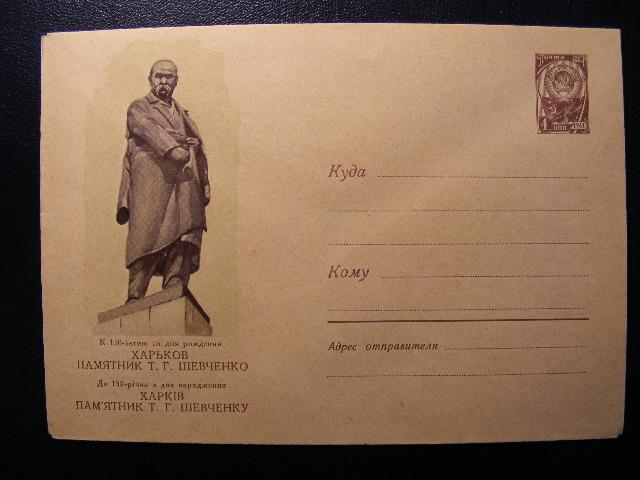 Почта СССР
4 коп. 1961
Куда
Кому
Адрес отправителя
К 150-летию со дня рождения
ХАРЬКОВ
ПАМЯТНИК Т. Г. ШЕВЧЕНКО
До 150-річчя з дня народження
ХАРКІВ
ПАМ'ЯТНИК Т. Г. ШЕВЧЕНКУ